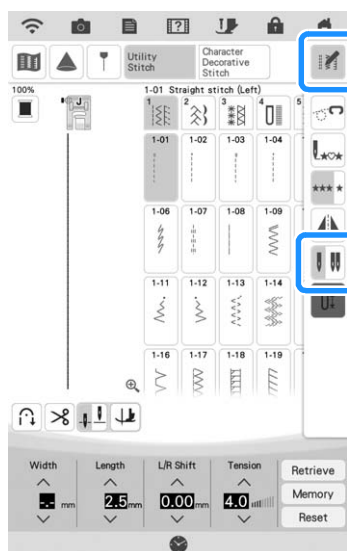 Utility
Stitch
Character
Decorative
Stitch
100%
1-01 Straight stitch (Left)
J
1 2 3 4 5
1-01 1-02 1-03 1-04
1-06 1-07 1-08 1-09
1-11 1-12 1-13 1-14
1-16 1-17 1-18 1-19
Width Length L/R Shift Tension
Retrieve
-.- mm 2.5 mm 0.00 mm 4.0
Memory
Reset